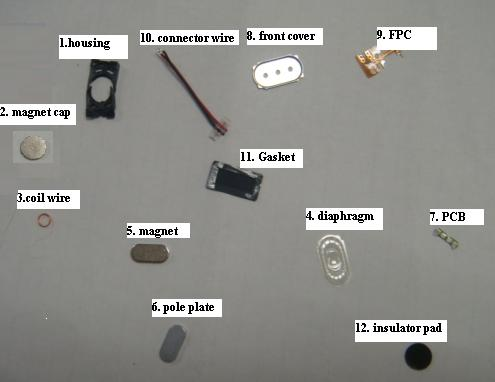 8. front cover
9. FPC
10. connector wire
1.housing
2. magnet cap
11. Gasket
3.coil wire
4. diaphragm
7. PCB
5. magnet
6. pole plate
12. insulator pad